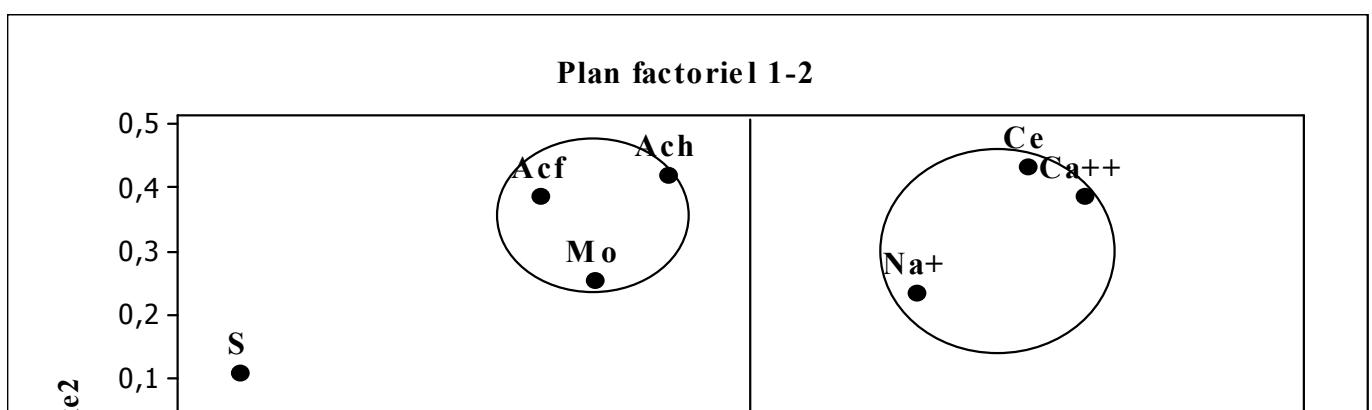 Plan factoriel 1-2
0,5
Ce
Ach
Acf
Ca++
0,4
0,3
Mo
Na+
0,2
S
0,1